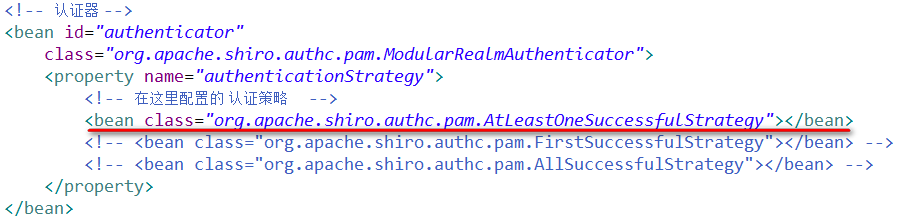 <!-- 认证器 -->
<bean id="authenticator"
class="org.apache.shiro.authc.pam.ModularRealmAuthenticator">
<property name="authenticationStrategy">
<!-- 在这里配置的 认证策略  -->
<bean class="org.apache.shiro.authc.pam.AtLeastOneSuccessfulStrategy"></bean>
<!-- <bean class="org.apache.shiro.authc.pam.FirstSuccessfulStrategy"></bean> -->
<!-- <bean class="org.apache.shiro.authc.pam.AllSuccessfulStrategy"></bean> -->
</property>
</bean>